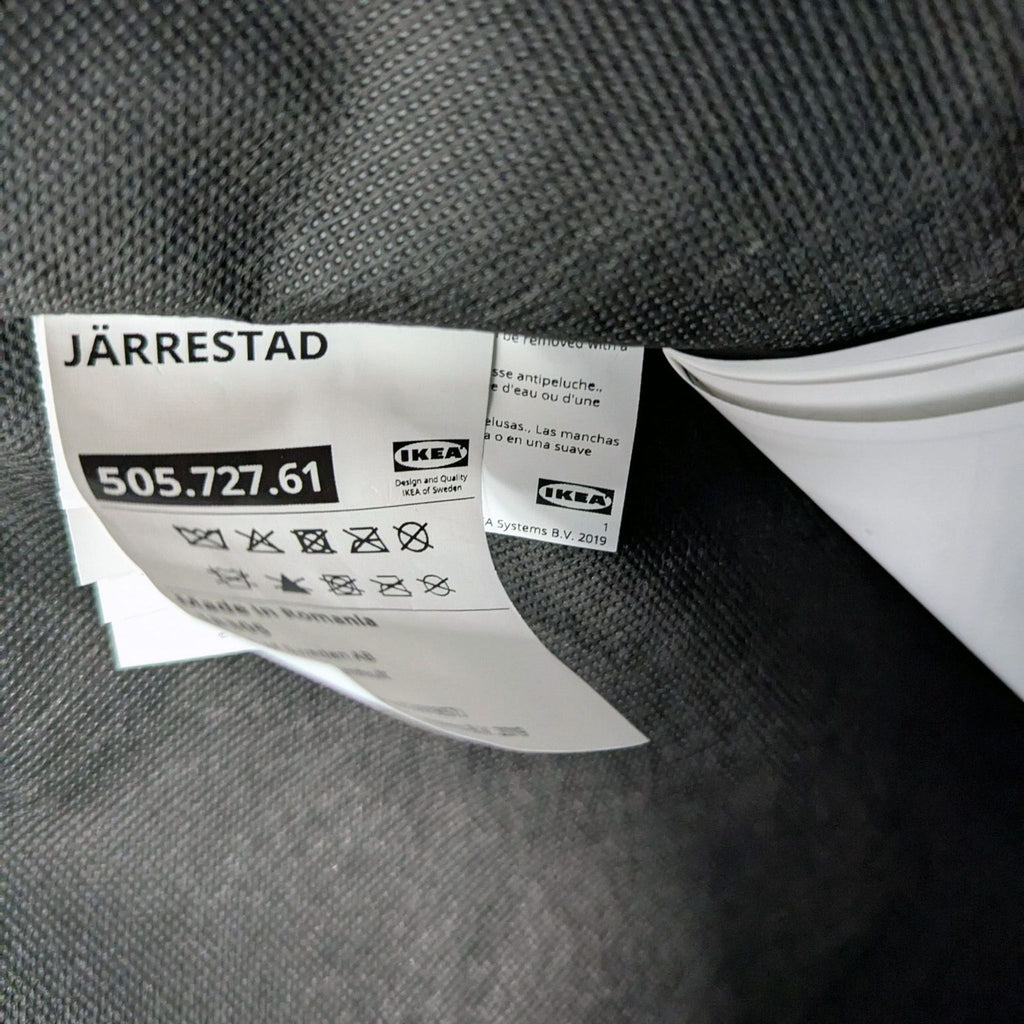 JÄRRESTAD
505.727.61
IKEA
Design and Quality
IKEA of Sweden
Made in Romania
be removed with a
sse antipeluche.,
e d'eau ou d'une
elusas., Las manchas
a o en una suave
IKEA
1
A Systems B.V. 2019